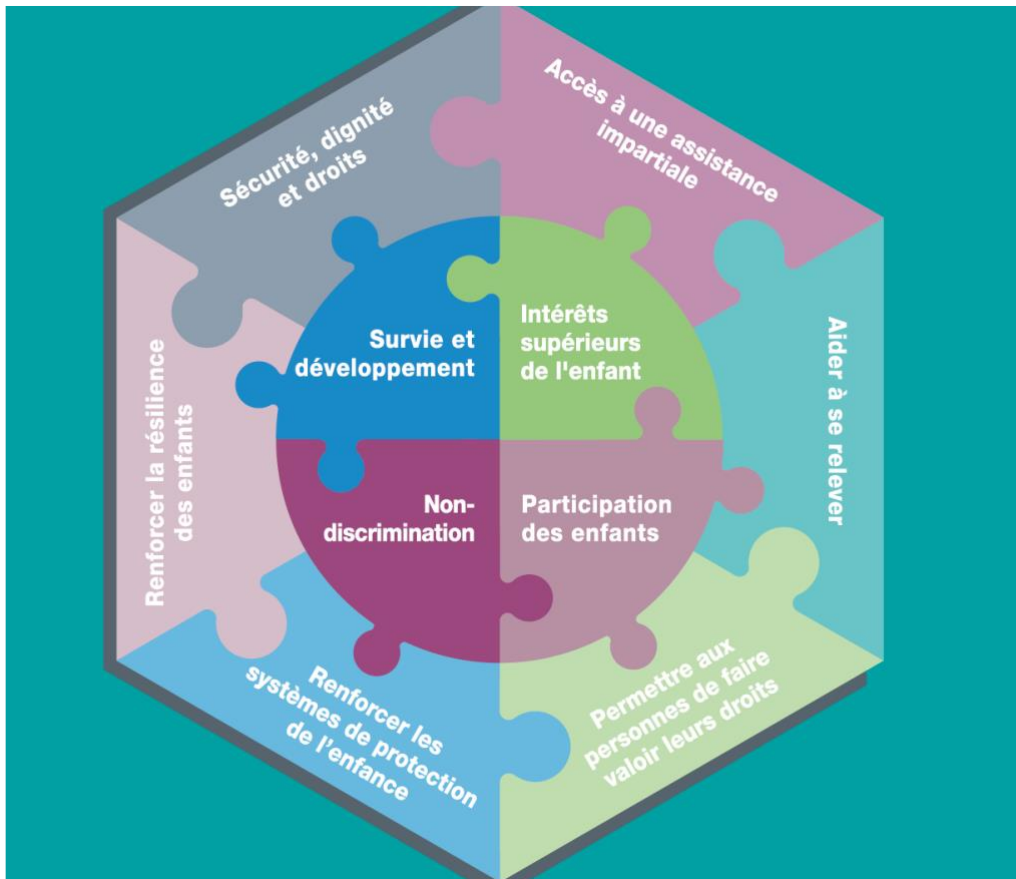 Sécurité, dignité
et droits
Accès à une assistance
impartiale
Survie et
développement
Intérêts
supérieurs
de l'enfant
Renforcer la résilience
des enfants
Aider à se relever
Non-
discrimination
Participation
des enfants
Renforcer les
systèmes de protection
de l'enfance
Permettre aux
personnes de faire
valoir leurs droits